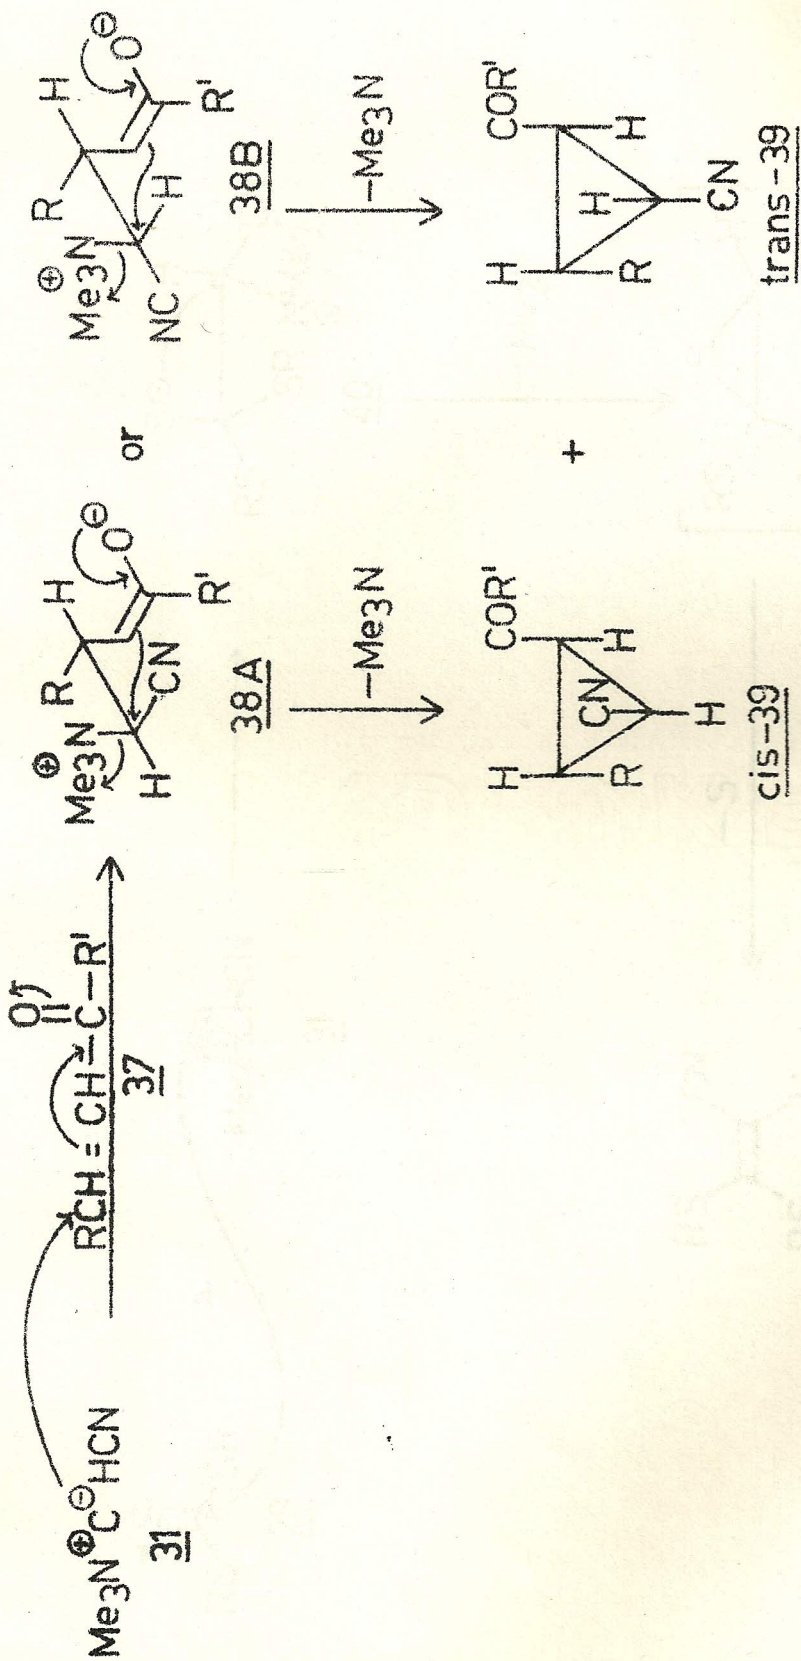 Me3N⊕C⊖HCN
31
O
RCH=CH–C–R'
37
⊕
Me3N R H
H CN O⊖
R'
38A
or
⊕
Me3N R H
NC H O⊖
R'
38B
–Me3N
–Me3N
H COR'
R CN H
H
cis-39
+
H COR'
R H H
CN
trans-39